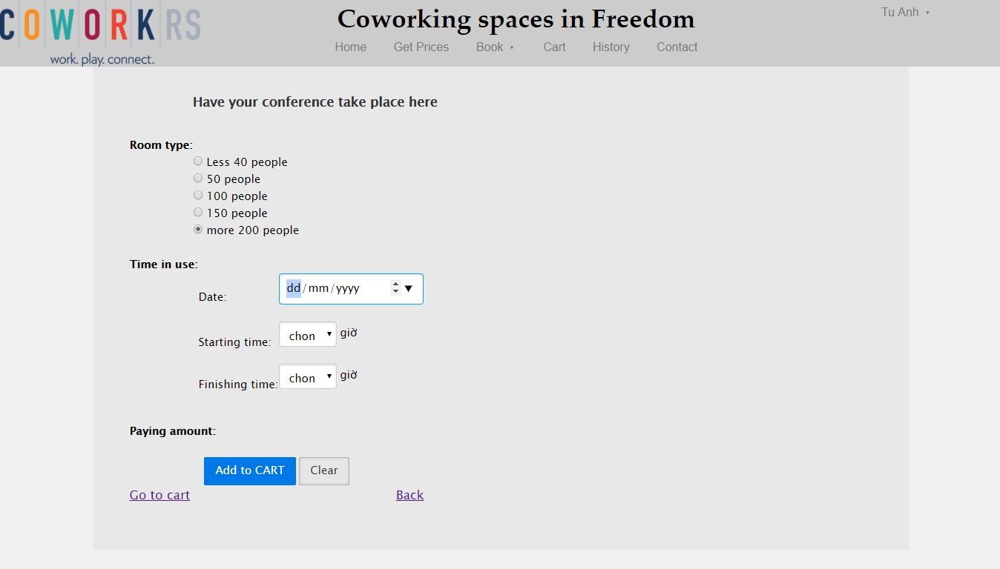 COWORKRS
work. play. connect.
Coworking spaces in Freedom
Tu Anh
Home Get Prices Book Cart History Contact
Have your conference take place here
Room type:
Less 40 people
50 people
100 people
150 people
more 200 people
Time in use:
Date: dd/mm/yyyy
Starting time: chon giờ
Finishing time: chon giờ
Paying amount:
Add to CART Clear
Go to cart Back